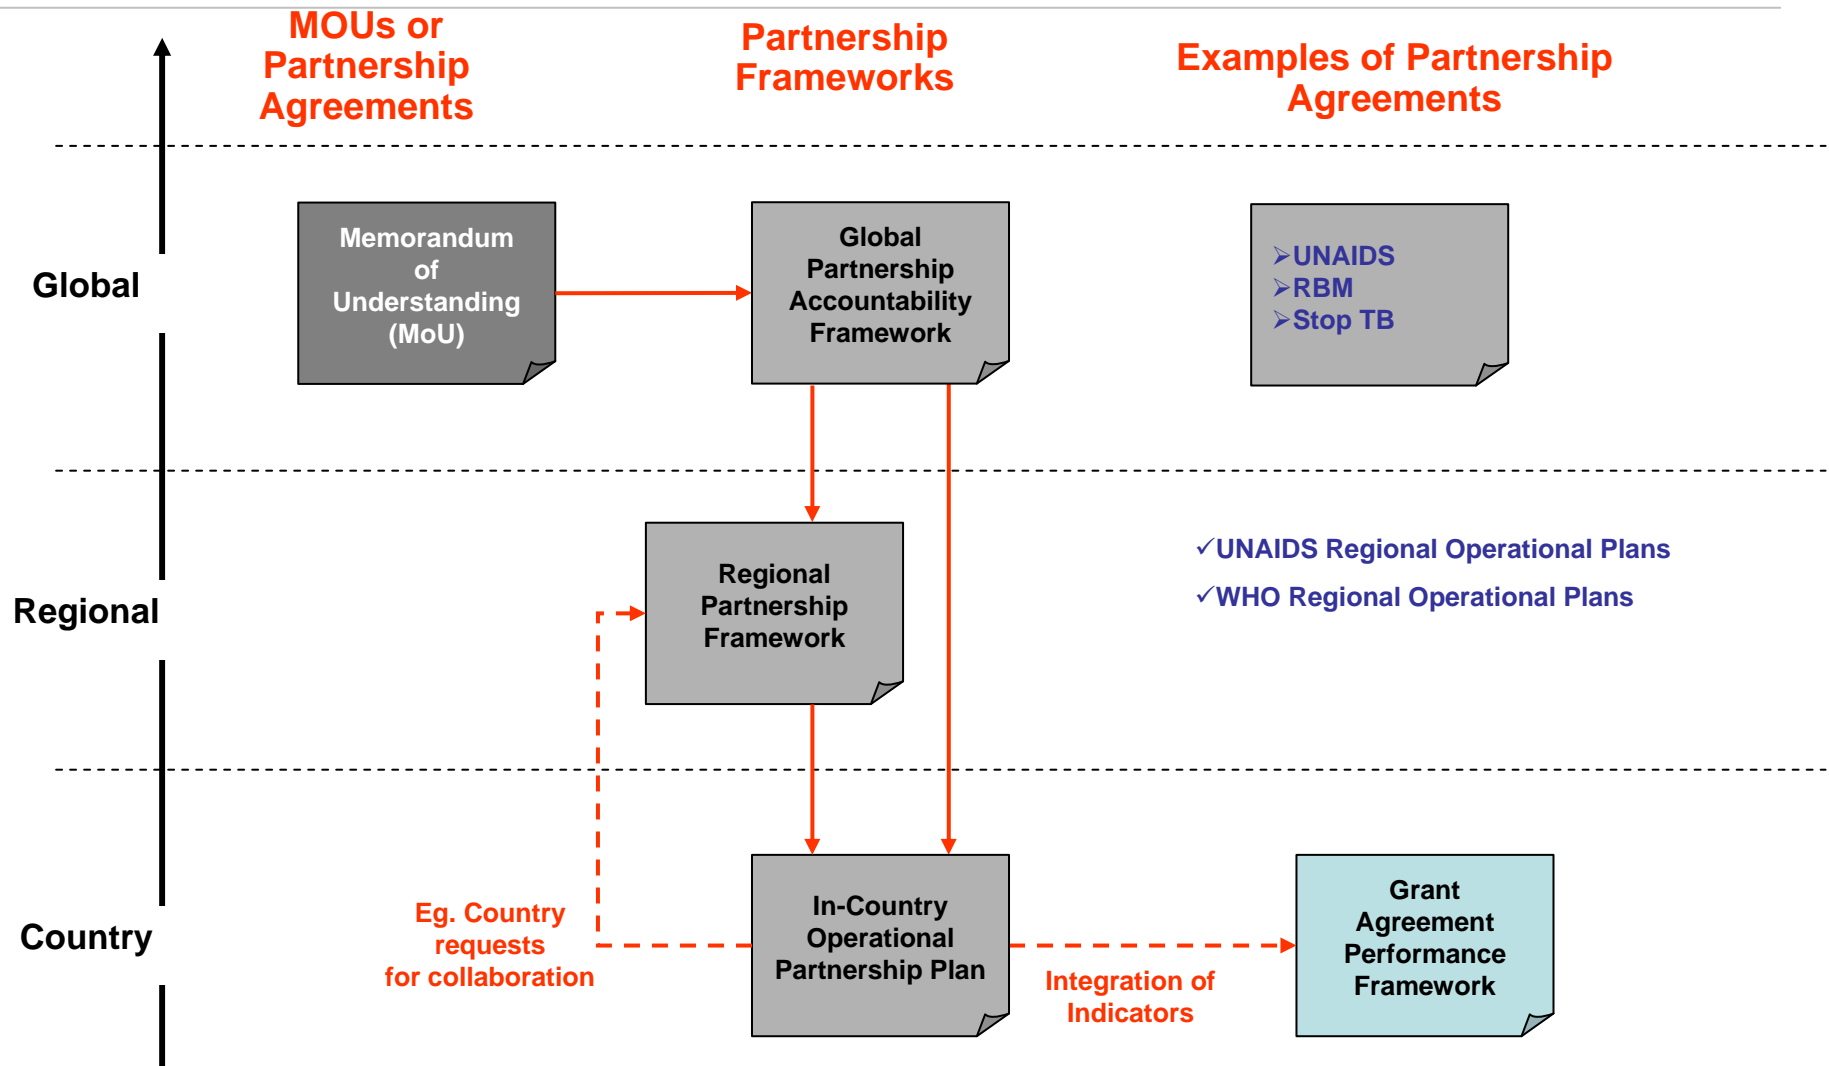 MOUs or
Partnership
Agreements
Partnership
Frameworks
Examples of Partnership
Agreements
Global
Memorandum
of
Understanding
(MoU)
Global
Partnership
Accountability
Framework
➢UNAIDS
➢RBM
➢Stop TB
Regional
Regional
Partnership
Framework
✓UNAIDS Regional Operational Plans
✓WHO Regional Operational Plans
Country
Eg. Country
requests
for collaboration
In-Country
Operational
Partnership Plan
Integration of
Indicators
Grant
Agreement
Performance
Framework